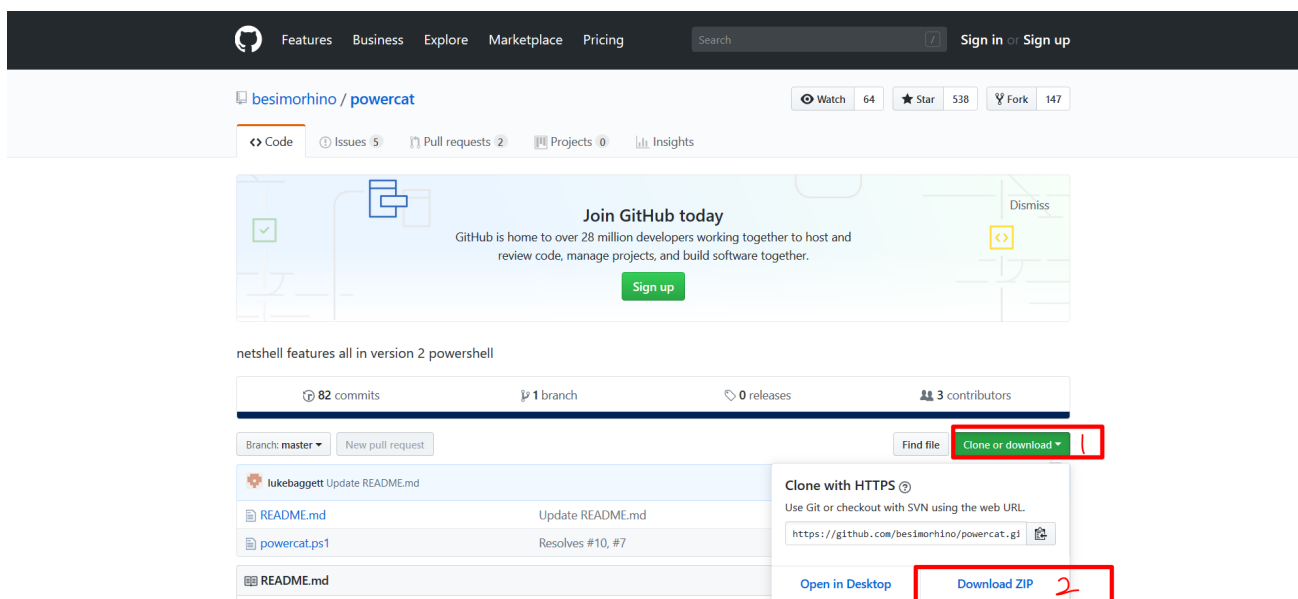 Features Business Explore Marketplace Pricing Search / Sign in or Sign up
besimorhino / powercat Watch 64 Star 538 Fork 147
<> Code Issues 5 Pull requests 2 Projects 0 Insights
Dismiss
Join GitHub today
GitHub is home to over 28 million developers working together to host and
review code, manage projects, and build software together.
Sign up
netshell features all in version 2 powershell
82 commits 1 branch 0 releases 3 contributors
Branch: master New pull request Find file Clone or download 1
lukebaggett Update README.md
README.md Update README.md
powercat.ps1 Resolves #10, #7
README.md
Clone with HTTPS ?
Use Git or checkout with SVN using the web URL.
https://github.com/besimorhino/powercat.gi
Open in Desktop Download ZIP 2